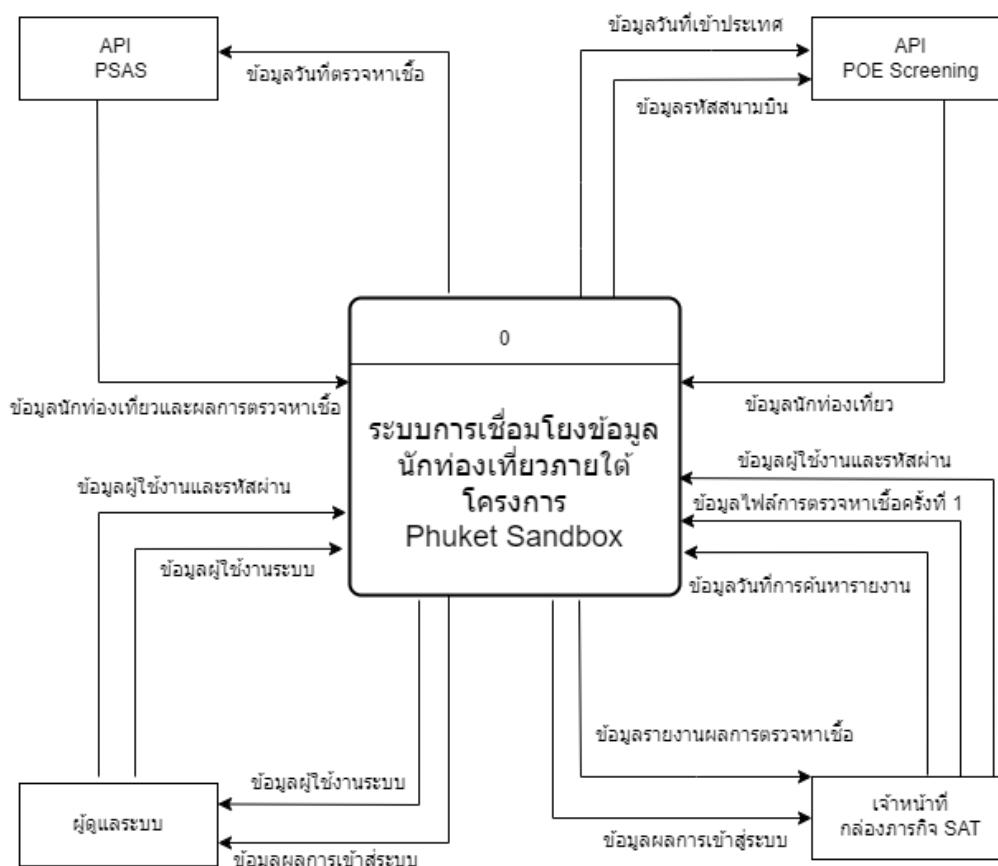 API
PSAS
ข้อมูลวันที่ตรวจหาเชื้อ
ข้อมูลวันที่เข้าประเทศ
ข้อมูลรหัสสนามบิน
API
POE Screening
0
ระบบการเชื่อมโยงข้อมูล
นักท่องเที่ยวภายใต้
โครงการ
Phuket Sandbox
ข้อมูลนักท่องเที่ยวและผลการตรวจหาเชื้อ
ข้อมูลนักท่องเที่ยว
ข้อมูลผู้ใช้งานและรหัสผ่าน
ข้อมูลผู้ใช้งานระบบ
ข้อมูลผู้ใช้งานและรหัสผ่าน
ข้อมูลไฟล์การตรวจหาเชื้อครั้งที่ 1
ข้อมูลวันที่การค้นหารายงาน
ข้อมูลรายงานผลการตรวจหาเชื้อ
ข้อมูลผู้ใช้งานระบบ
ผู้ดูแลระบบ
ข้อมูลผลการเข้าสู่ระบบ
ข้อมูลผลการเข้าสู่ระบบ
เจ้าหน้าที่
กล่องภารกิจ SAT